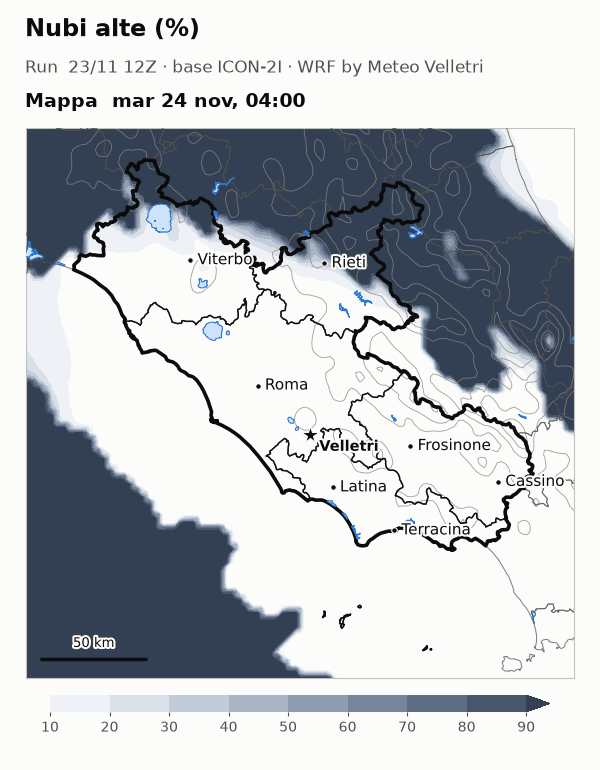 Nubi alte (%)
Run 23/11 12Z · base ICON-2I · WRF by Meteo Velletri
Mappa mar 24 nov, 04:00
Viterbo
Rieti
Roma
Velletri
Frosinone
Latina
Cassino
Terracina
50 km
10 20 30 40 50 60 70 80 90